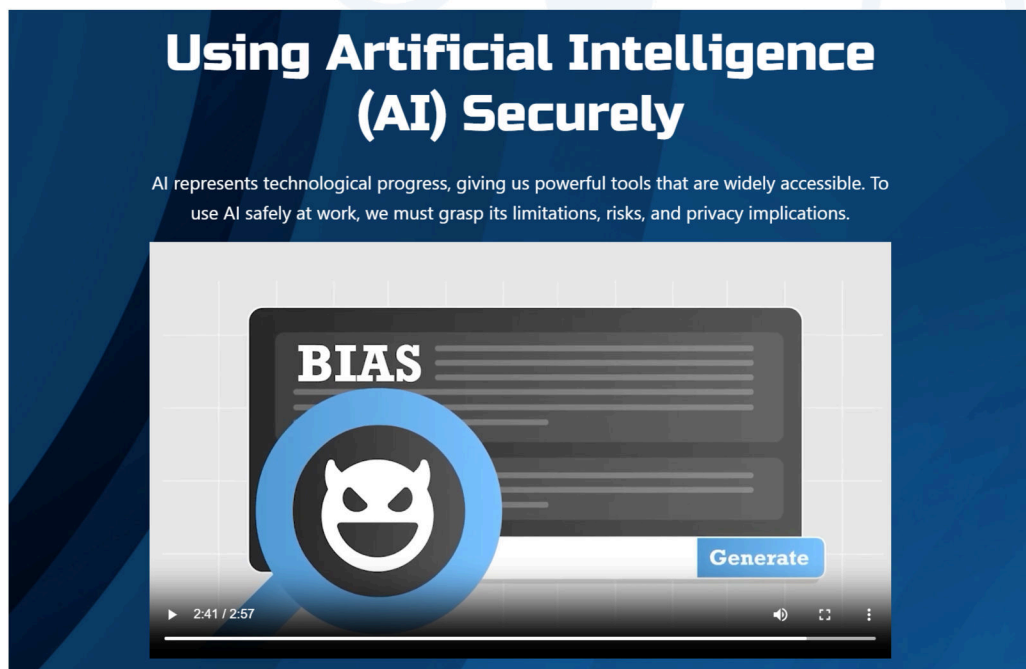 Using Artificial Intelligence
(AI) Securely
AI represents technological progress, giving us powerful tools that are widely accessible. To
use AI safely at work, we must grasp its limitations, risks, and privacy implications.
BIAS
Generate
2:41 / 2:57